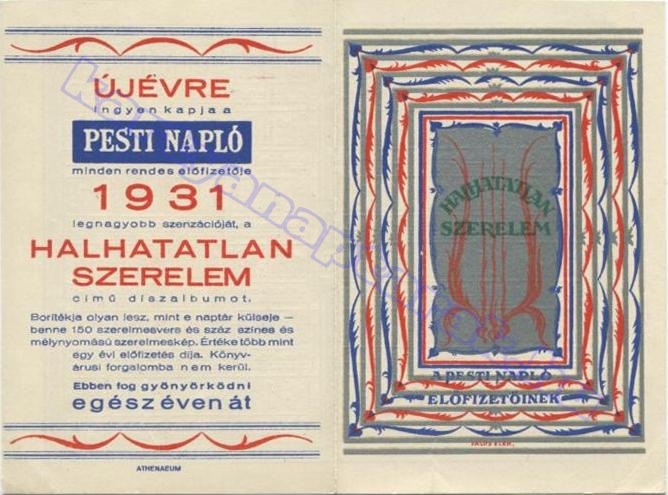 ÚJÉVRE
ingyen kapja a
PESTI NAPLÓ
minden rendes előfizetője
1931
legnagyobb szenzációját, a
HALHATATLAN
SZERELEM
című díszalbumot.
Borítékja olyan lesz, mint e naptár külseje —
benne 150 szerelmesvers és száz színes és
mélynyomású szerelmeskép. Értéke több mint
egy évi előfizetés díja. Könyv-
árusi forgalomba nem kerül.
Ebben fog gyönyörködni
egész éven át
ATHENAEUM
HALHATATLAN
SZERELEM
A PESTI NAPLÓ
ELŐFIZETŐINEK
FALUS ELEK.